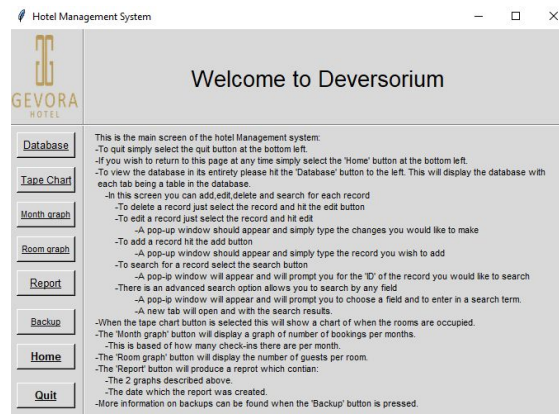 Hotel Management System
GEVORA
HOTEL
Welcome to Deversorium
Database
Tape Chart
Month graph
Room graph
Report
Backup
Home
Quit
This is the main screen of the hotel Management system:
-To quit simply select the quit button at the bottom left.
-If you wish to return to this page at any time simply select the 'Home' button at the bottom left.
-To view the database in its entirety please hit the 'Database' button to the left. This will display the database with
each tab being a table in the database.
-In this screen you can add,edit,delete and search for each record
-To delete a record just select the record and hit the edit button
-To edit a record just select the record and hit edit
-A pop-up window should appear and simply type the changes you would like to make
-To add a record hit the add button
-A pop-up window should appear and simply type the record you wish to add
-To search for a record select the search button
-A pop-ip window will appear and will prompt you for the 'ID' of the record you would like to search
-There is an advanced search option allows you to search by any field
-A pop-ip window will appear and will prompt you to choose a field and to enter in a search term.
-A new tab will open and with the search results.
-When the tape chart button is selected this will show a chart of when the rooms are occupied.
-The 'Month graph' button will display a graph of number of bookings per months.
-This is based of how many check-ins there are per month.
-The 'Room graph' button will display the number of guests per room.
-The 'Report' button will produce a reprot which contian:
-The 2 graphs described above.
-The date which the report was created.
-More information on backups can be found when the 'Backup' button is pressed.